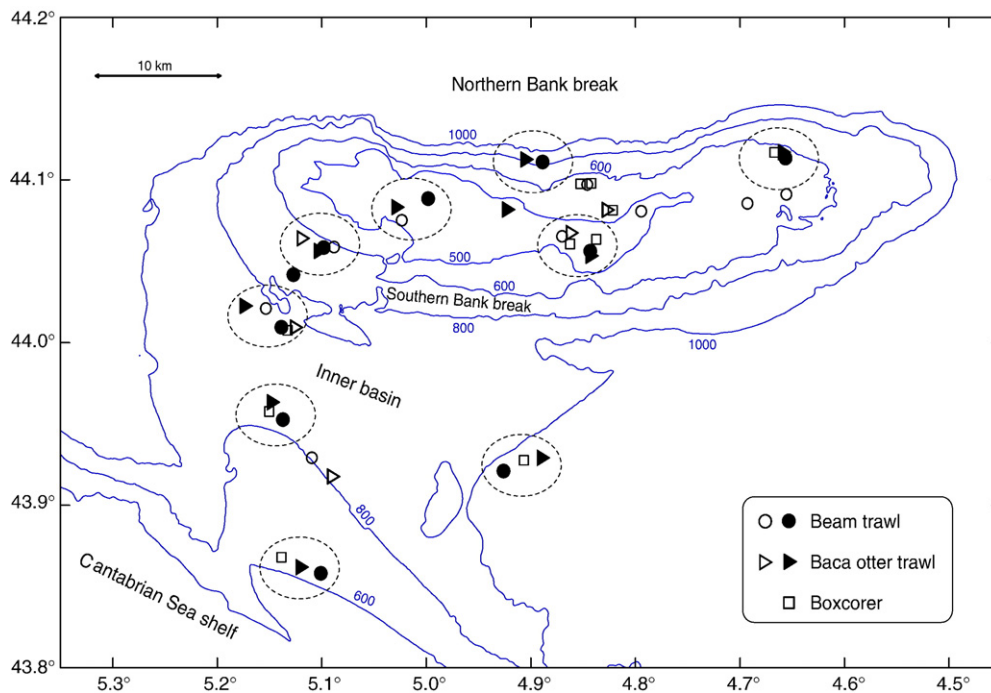 44.2°
10 km
Northern Bank break
1000
600
44.1°
500
600
Southern Bank break
800
1000
44.0°
Inner basin
43.9°
800
Beam trawl
Cantabrian Sea shelf
Baca otter trawl
600
Boxcorer
43.8°
5.3° 5.2° 5.1° 5.0° 4.9° 4.8° 4.7° 4.6° 4.5°